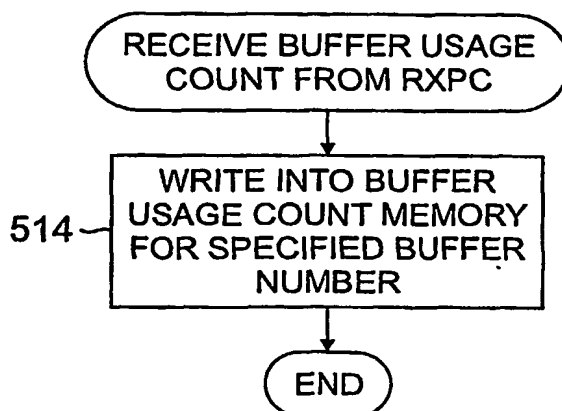 RECEIVE BUFFER USAGE
COUNT FROM RXPC
514
WRITE INTO BUFFER
USAGE COUNT MEMORY
FOR SPECIFIED BUFFER
NUMBER
END